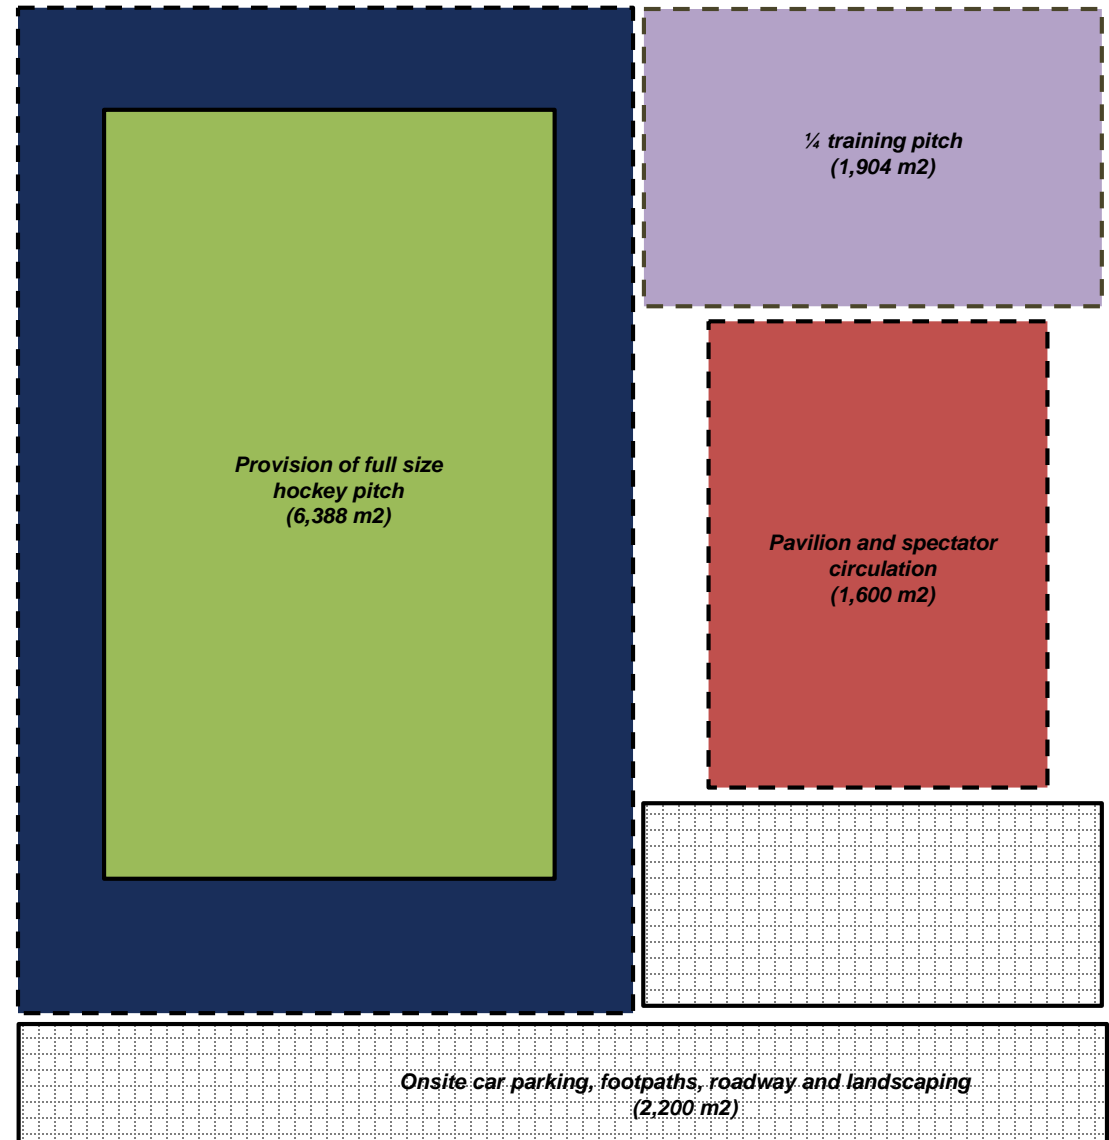 ¼ training pitch
(1,904 m2)
Provision of full size
hockey pitch
(6,388 m2)
Pavilion and spectator
circulation
(1,600 m2)
Onsite car parking, footpaths, roadway and landscaping
(2,200 m2)